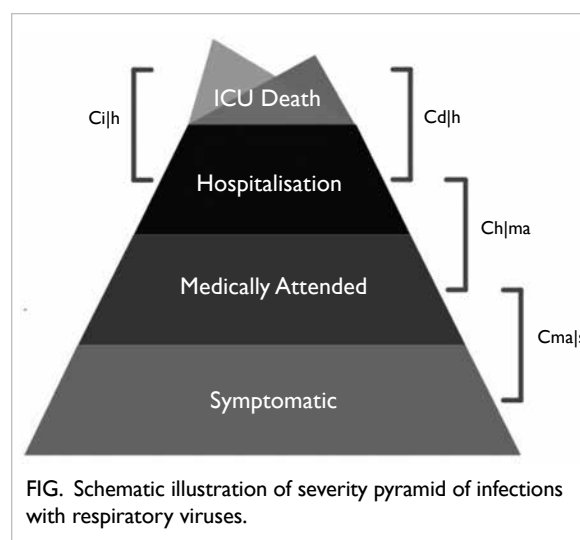 ICU Death
Ci|h
Cd|h
Hospitalisation
Ch|ma
Medically Attended
Cma|s
Symptomatic
FIG. Schematic illustration of severity pyramid of infections
with respiratory viruses.